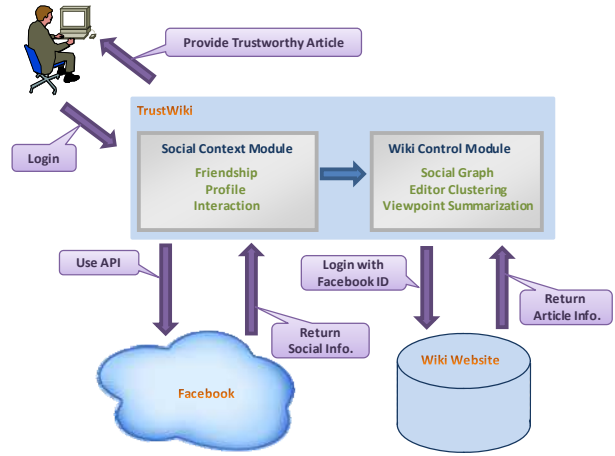 Provide Trustworthy Article
Login
TrustWiki
Social Context Module
Friendship
Profile
Interaction
Wiki Control Module
Social Graph
Editor Clustering
Viewpoint Summarization
Use API
Return
Social Info.
Login with
Facebook ID
Return
Article Info.
Facebook
Wiki Website